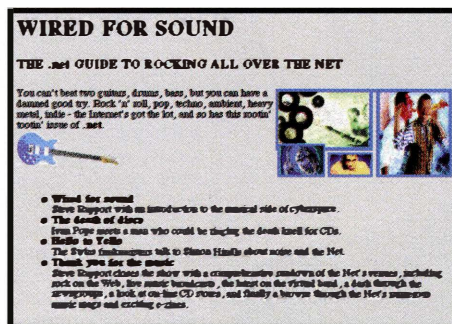 WIRED FOR SOUND
THE .net GUIDE TO ROCKING ALL OVER THE NET
You can't beat two guitars, drums, bass, but you can have a
damned good try. Rock 'n' roll, pop, techno, ambient, heavy
metal, indie - the Internet's got the lot, and so has this rootin'
tootin' issue of .net.
Wired for sound
Steve Rapport with an introduction to the musical side of cyberspace.
The death of discs
Ivan Pope meets a man who could be ringing the death knell for CDs.
Hello to Yello
The Swiss funkmasters talk to Simon Hindle about noise and the Net.
Thank you for the music
Steve Rapport closes the show with a comprehensive rundown of the Net's venues, including
rock on the Web, live music broadcasts, the latest on the virtual band, a dash through the
newsgroups, a look at on-line CD stores, and finally a browse through the Net's numerous
music mags and exciting e-zines.